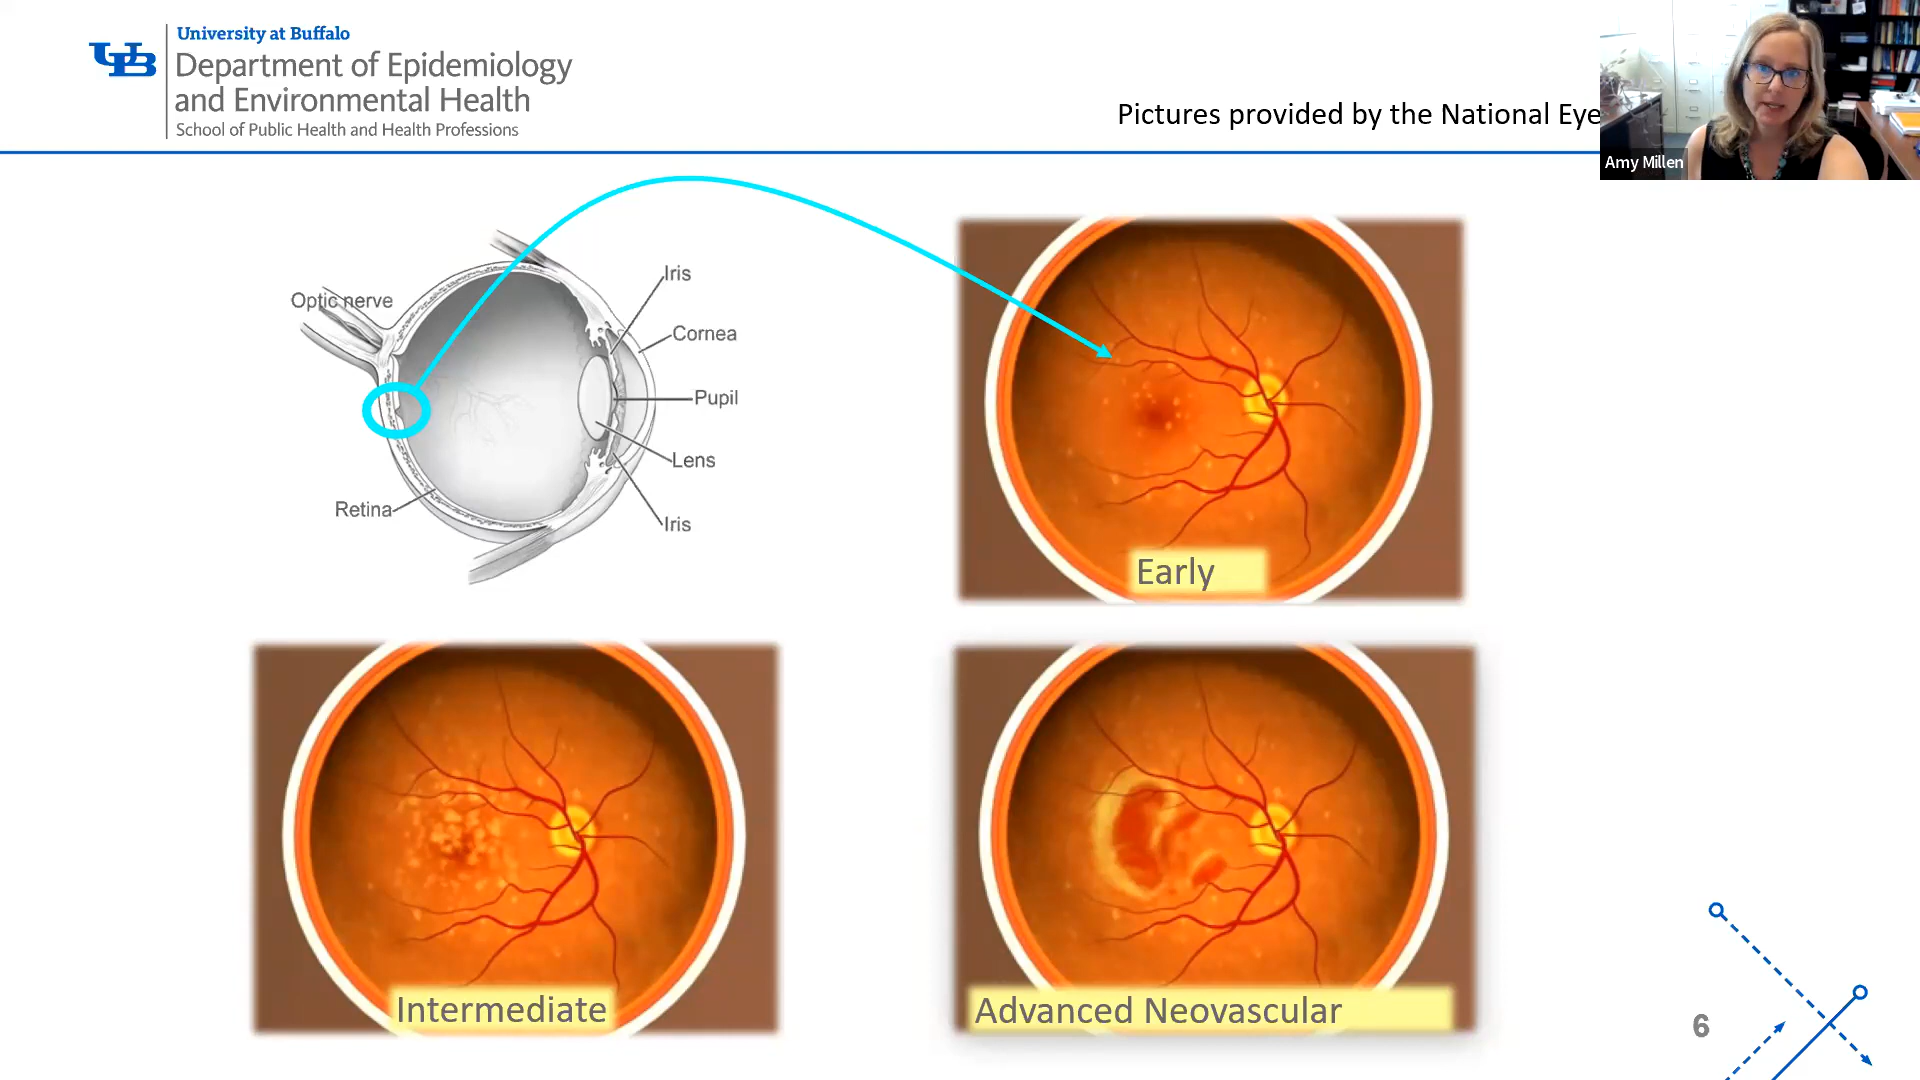 University at Buffalo
UB
Department of Epidemiology
and Environmental Health
School of Public Health and Health Professions
Pictures provided by the National Eye
Amy Millen
Optic nerve
Iris
Cornea
Pupil
Lens
Retina
Iris
Early
Intermediate
Advanced Neovascular
6